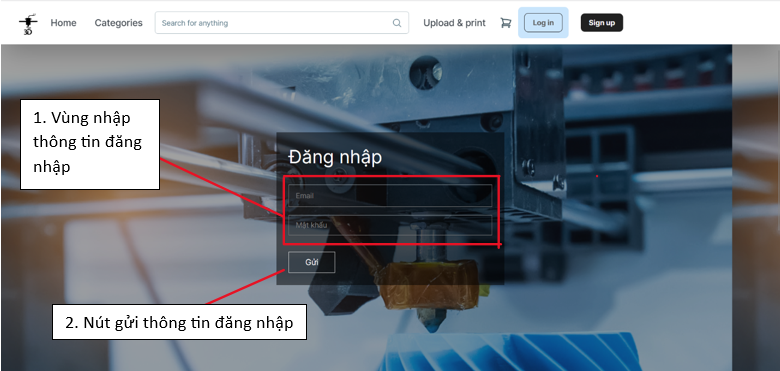 3D
Home
Categories
Search for anything
Upload & print
Log in
Sign up
1. Vùng nhập
thông tin đăng
nhập
Đăng nhập
Email
Mật khẩu
Gửi
2. Nút gửi thông tin đăng nhập